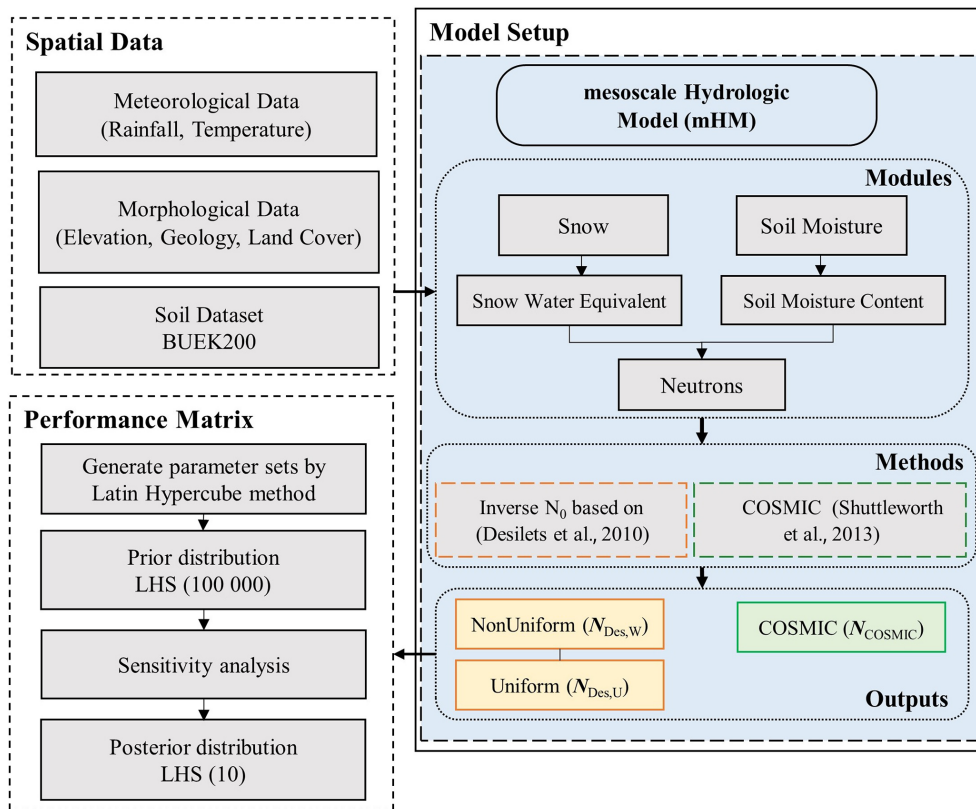 Spatial Data
Meteorological Data
(Rainfall, Temperature)
Morphological Data
(Elevation, Geology, Land Cover)
Soil Dataset
BUEK200
Performance Matrix
Generate parameter sets by
Latin Hypercube method
Prior distribution
LHS (100 000)
Sensitivity analysis
Posterior distribution
LHS (10)
Model Setup
mesoscale Hydrologic
Model (mHM)
Modules
Snow
Soil Moisture
Snow Water Equivalent
Soil Moisture Content
Neutrons
Methods
Inverse N₀ based on
(Desilets et al., 2010)
COSMIC (Shuttleworth
et al., 2013)
NonUniform (N_Des,W)
COSMIC (N_COSMIC)
Uniform (N_Des,U)
Outputs